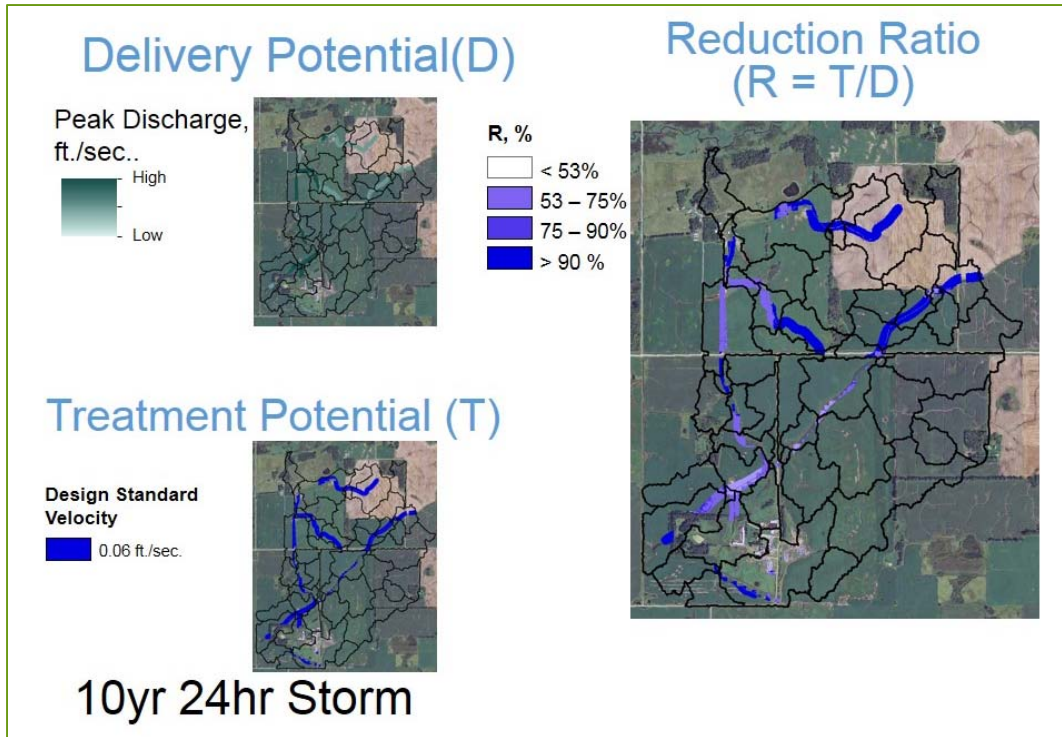 Delivery Potential(D)
Peak Discharge,
ft./sec..
High
Low
Reduction Ratio
(R = T/D)
R, %
< 53%
53 – 75%
75 – 90%
> 90 %
Treatment Potential (T)
Design Standard
Velocity
0.06 ft./sec.
10yr 24hr Storm